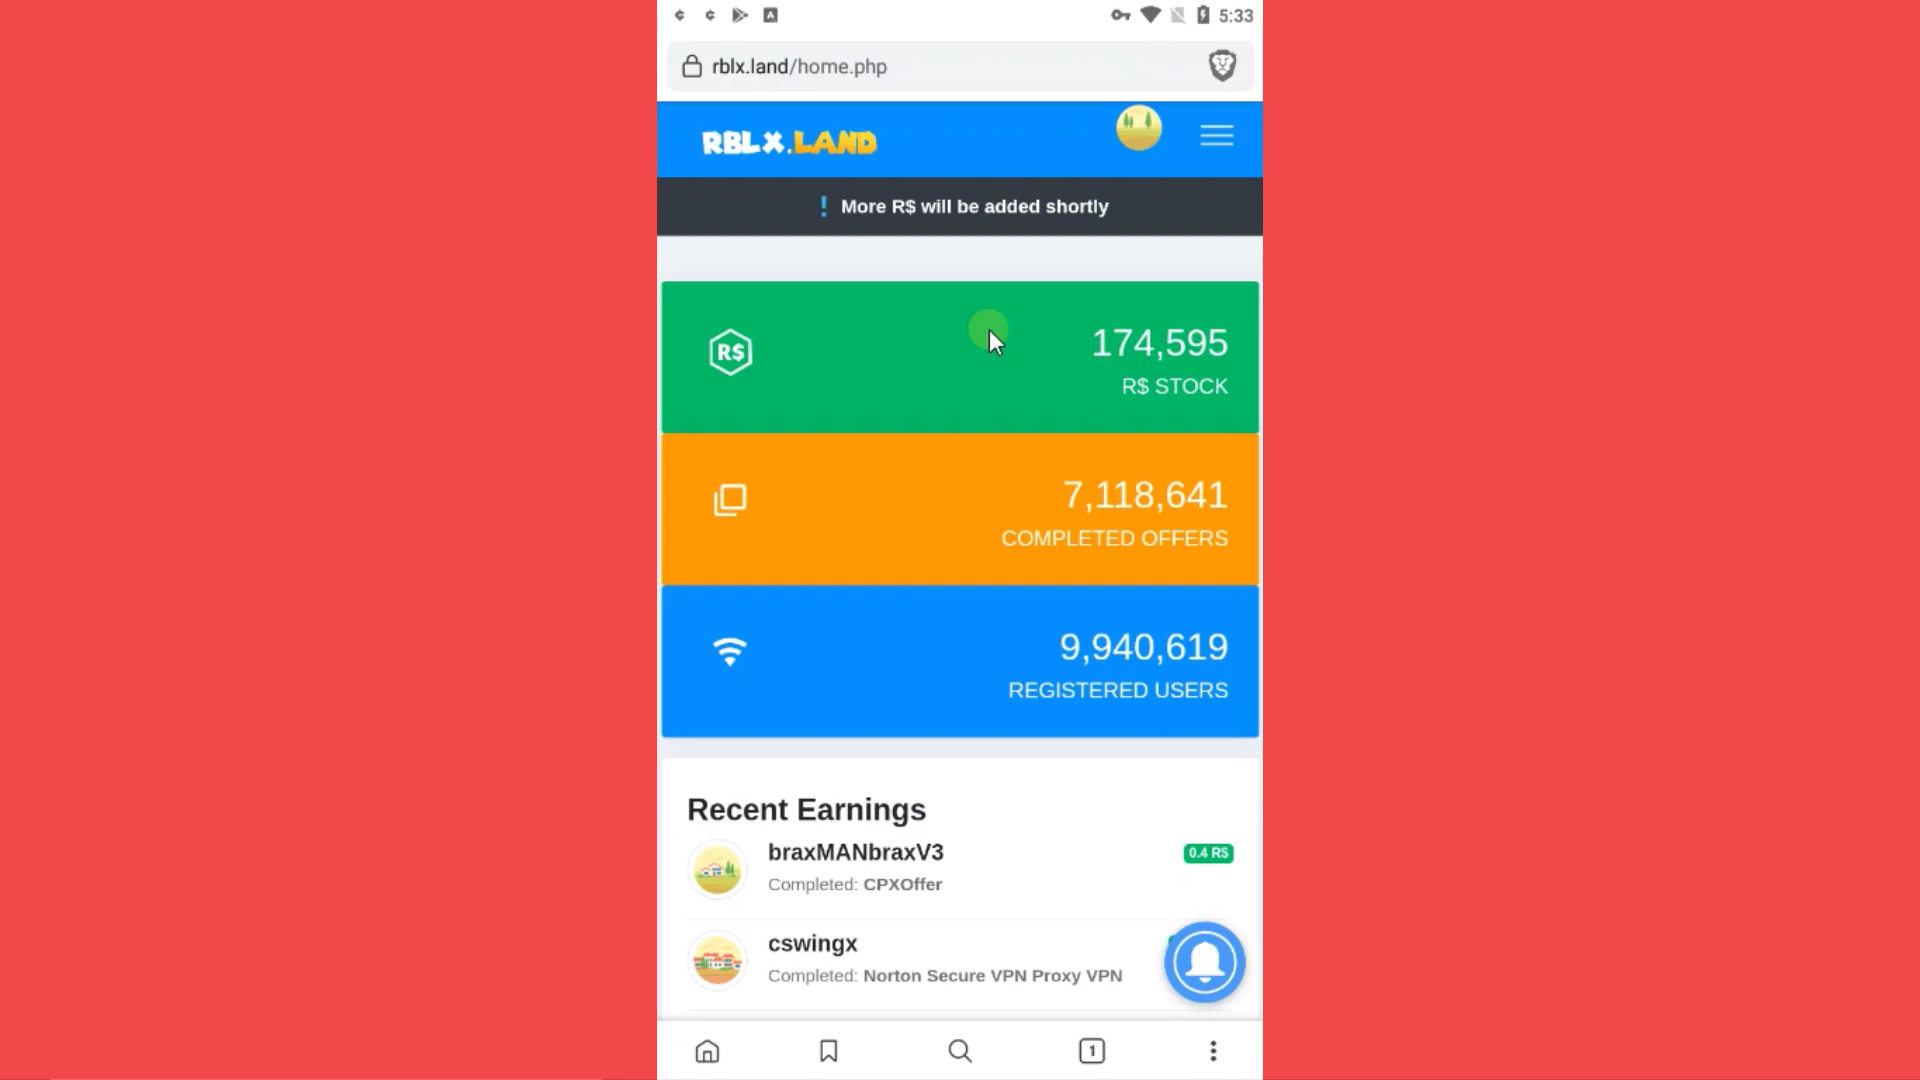 5:33
rblx.land/home.php
RBLX.LAND
! More R$ will be added shortly
R$
174,595
R$ STOCK
7,118,641
COMPLETED OFFERS
9,940,619
REGISTERED USERS
Recent Earnings
braxMANbraxV3
0.4 R$
Completed: CPXOffer
cswingx
Completed: Norton Secure VPN Proxy VPN
1